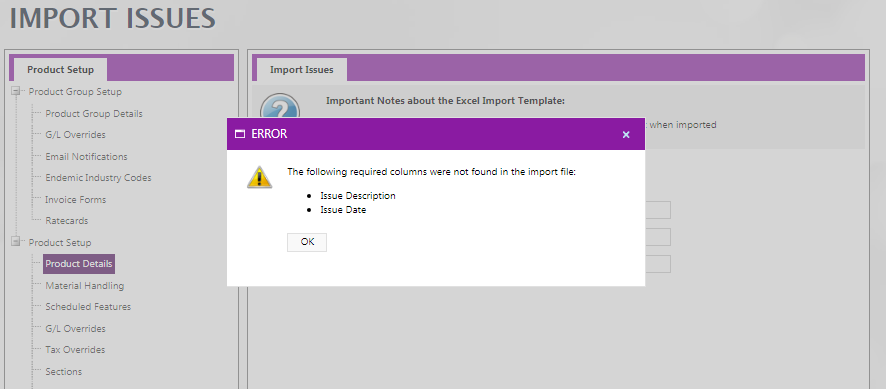 IMPORT ISSUES
Product Setup
Product Group Setup
Product Group Details
G/L Overrides
Email Notifications
Endemic Industry Codes
Invoice Forms
Ratecards
Product Setup
Product Details
Material Handling
Scheduled Features
G/L Overrides
Tax Overrides
Sections
Import Issues
Important Notes about the Excel Import Template:
when imported
ERROR
The following required columns were not found in the import file:
• Issue Description
• Issue Date
OK